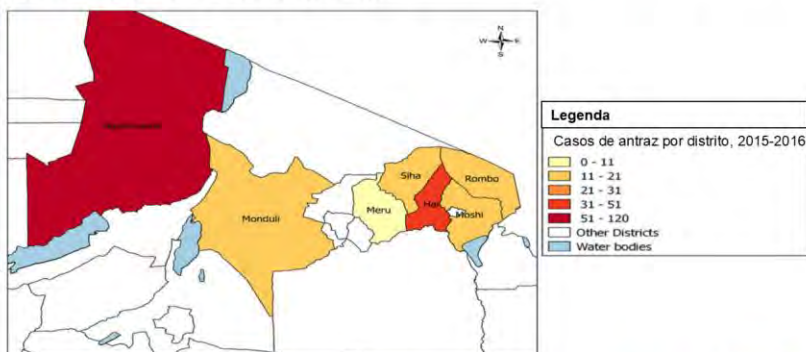 N
W E
S
Siha
Rombo
Hai
Moshi
Meru
Monduli
Legenda
Casos de antraz por distrito, 2015-2016
0 - 11
11 - 21
21 - 31
31 - 51
51 - 120
Other Districts
Water bodies